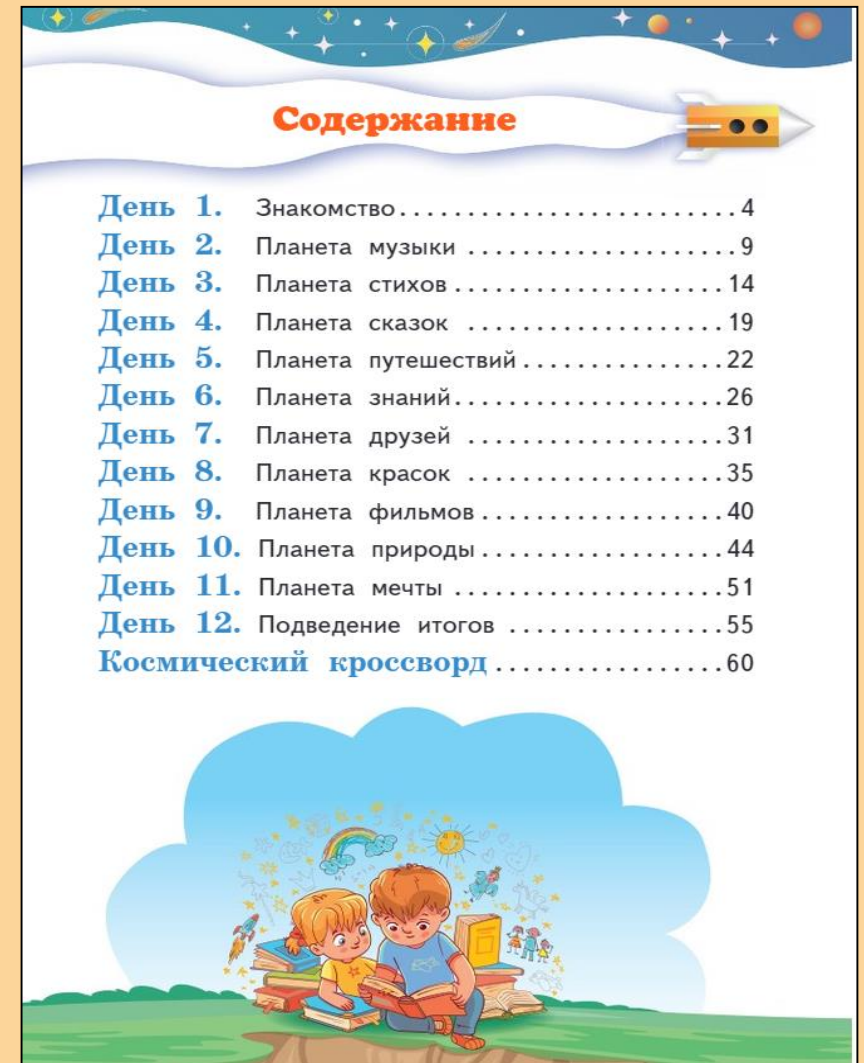 Содержание
День 1. Знакомство.........................4
День 2. Планета музыки ....................9
День 3. Планета стихов....................14
День 4. Планета сказок ...................19
День 5. Планета путешествий...............22
День 6. Планета знаний....................26
День 7. Планета друзей ...................31
День 8. Планета красок ...................35
День 9. Планета фильмов..................40
День 10. Планета природы..................44
День 11. Планета мечты ....................51
День 12. Подведение итогов ................55
Космический кроссворд.................60